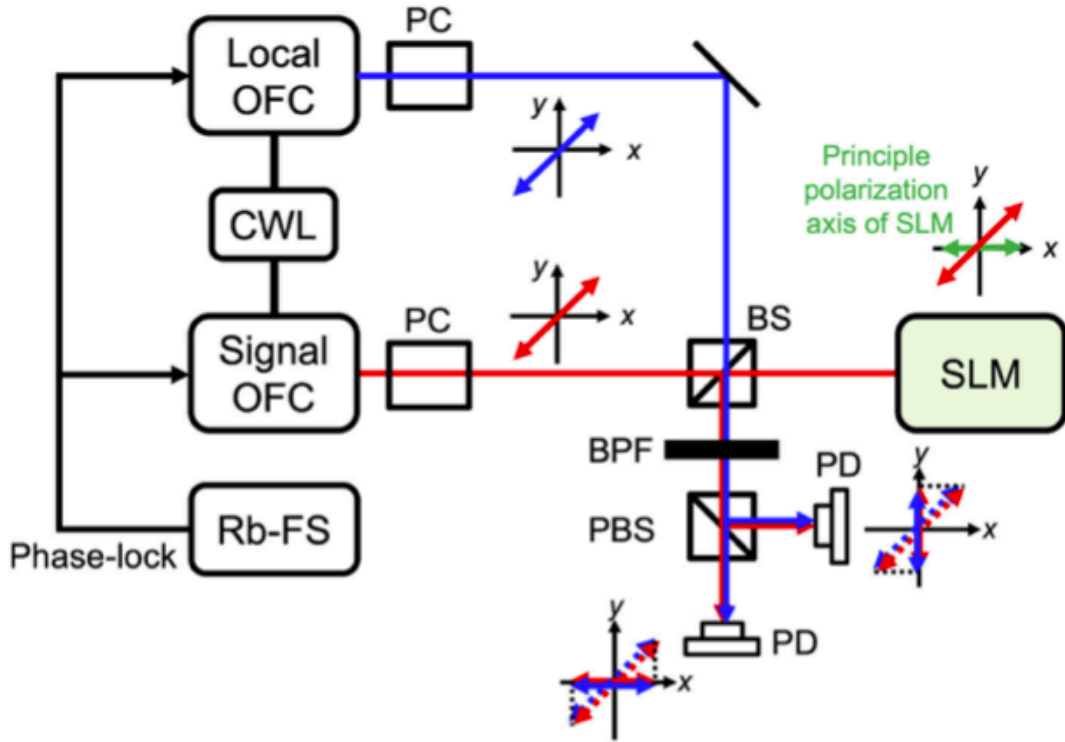 PC
Local
OFC
y
x
Principle
polarization
axis of SLM
y
x
CWL
y
x
PC
BS
Signal
OFC
SLM
BPF
PD
y
x
PBS
Rb-FS
Phase-lock
y
x
PD